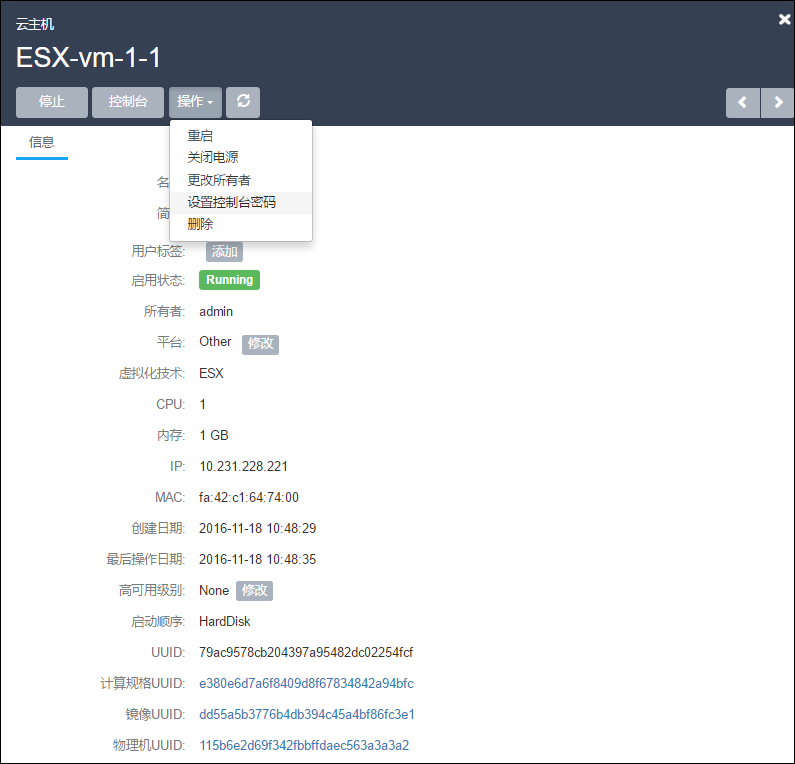 云主机
ESX-vm-1-1
停止 控制台 操作
信息
重启
关闭电源
更改所有者
设置控制台密码
删除
名
简
用户标签: 添加
启用状态: Running
所有者: admin
平台: Other 修改
虚拟化技术: ESX
CPU: 1
内存: 1 GB
IP: 10.231.228.221
MAC: fa:42:c1:64:74:00
创建日期: 2016-11-18 10:48:29
最后操作日期: 2016-11-18 10:48:35
高可用级别: None 修改
启动顺序: HardDisk
UUID: 79ac9578cb204397a95482dc02254fcf
计算规格UUID: e380e6d7a6f8409d8f67834842a94bfc
镜像UUID: dd55a5b3776b4db394c45a4bf86fc3e1
物理机UUID: 115b6e2d69f342fbbffdaec563a3a3a2